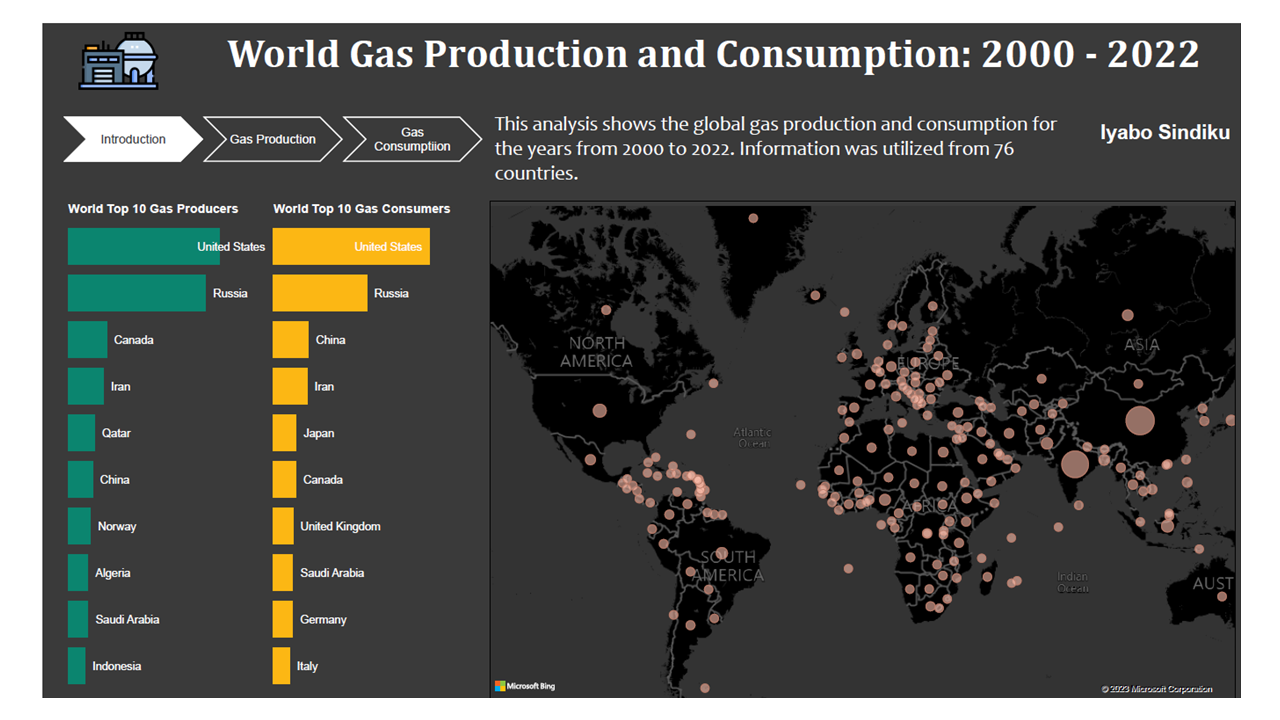 World Gas Production and Consumption: 2000 - 2022
Introduction
Gas Production
Gas
Consumptiion
This analysis shows the global gas production and consumption for
the years from 2000 to 2022. Information was utilized from 76
countries.
Iyabo Sindiku
World Top 10 Gas Producers
United States
Russia
Canada
Iran
Qatar
China
Norway
Algeria
Saudi Arabia
Indonesia
World Top 10 Gas Consumers
United States
Russia
China
Iran
Japan
Canada
United Kingdom
Saudi Arabia
Germany
Italy
NORTH
AMERICA
EUROPE
ASIA
Atlantic
Ocean
AFRICA
SOUTH
AMERICA
Indian
Ocean
AUST
Microsoft Bing
© 2023 Microsoft Corporation